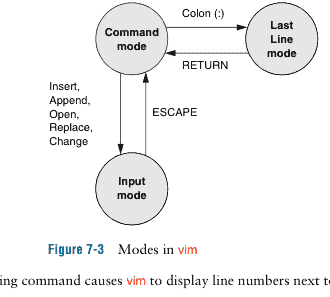 Command
mode
Colon (:)
Last
Line
mode
RETURN
Insert,
Append,
Open,
Replace,
Change
ESCAPE
Input
mode
Figure 7-3 Modes in vim
ing command causes vim to display line numbers next t